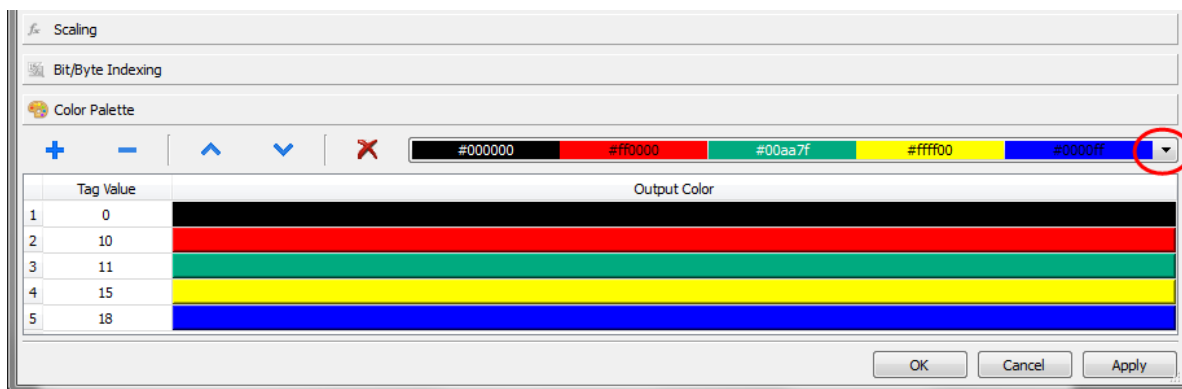 Scaling
Bit/Byte Indexing
Color Palette
#000000 #ff0000 #00aa7f #ffff00 #0000ff
Tag Value Output Color
1 0
2 10
3 11
4 15
5 18
OK Cancel Apply